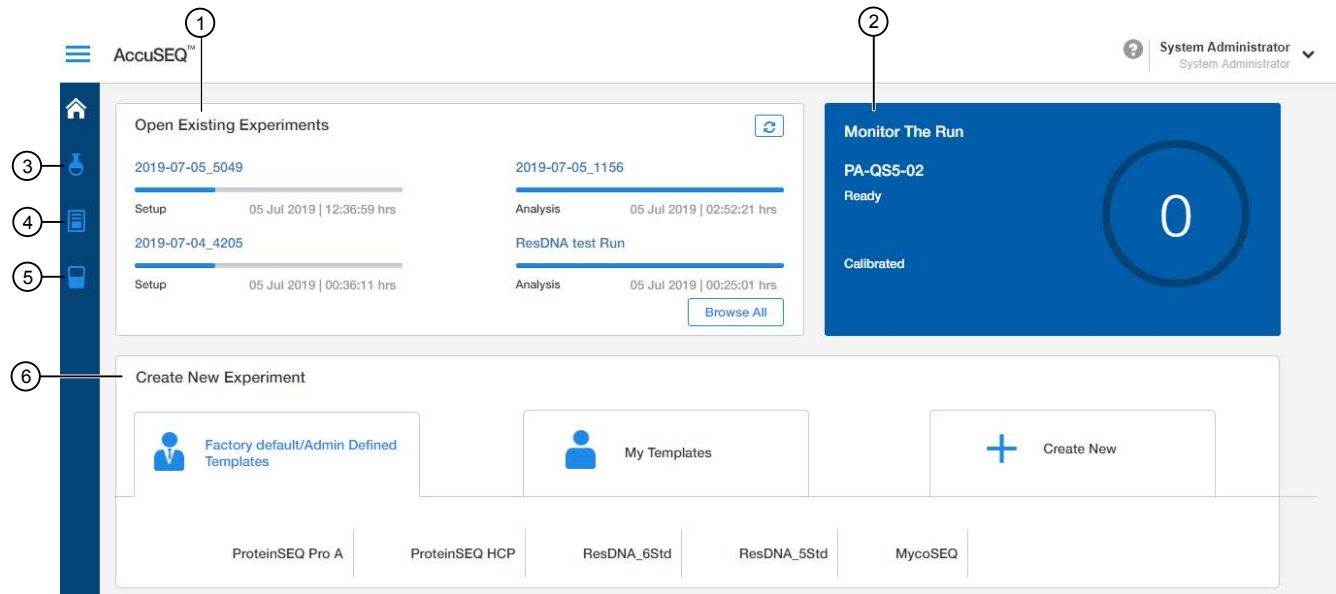 1
2
AccuSEQ™
? System Administrator
System Administrator
Open Existing Experiments
2019-07-05_5049
Setup 05 Jul 2019 | 12:36:59 hrs
2019-07-05_1156
Analysis 05 Jul 2019 | 02:52:21 hrs
2019-07-04_4205
Setup 05 Jul 2019 | 00:36:11 hrs
ResDNA test Run
Analysis 05 Jul 2019 | 00:25:01 hrs
Browse All
Monitor The Run
PA-QS5-02
Ready
Calibrated
0
3
4
5
6
Create New Experiment
Factory default/Admin Defined
Templates
My Templates
Create New
ProteinSEQ Pro A
ProteinSEQ HCP
ResDNA_6Std
ResDNA_5Std
MycoSEQ